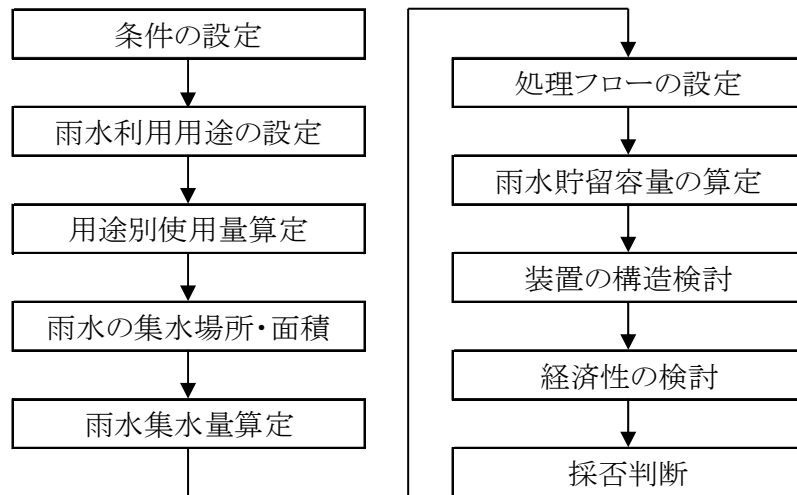 条件の設定
雨水利用用途の設定
用途別使用量算定
雨水の集水場所・面積
雨水集水量算定
処理フローの設定
雨水貯留容量の算定
装置の構造検討
経済性の検討
採否判断